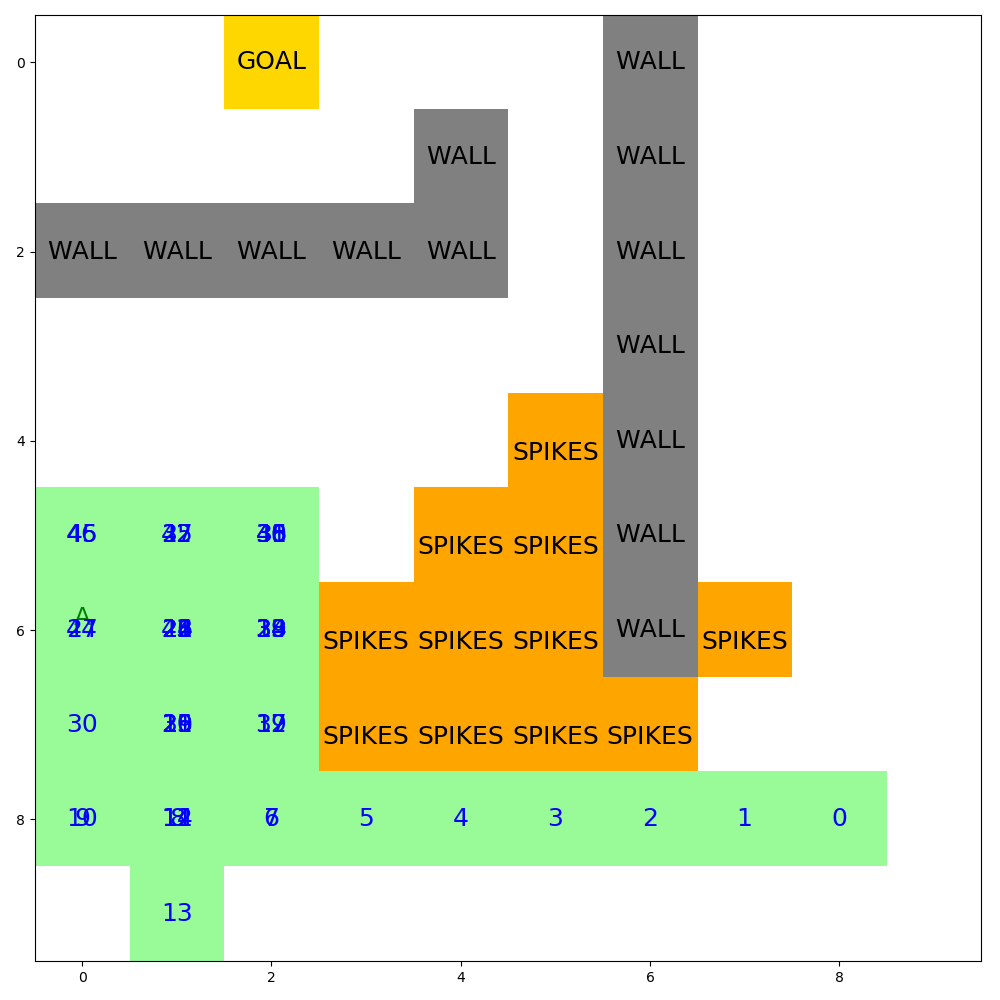 0 GOAL WALL
WALL WALL
2 WALL WALL WALL WALL WALL WALL
WALL
4 SPIKES WALL
SPIKES SPIKES WALL
6 ^ SPIKES SPIKES SPIKES WALL SPIKES
30 SPIKES SPIKES SPIKES SPIKES
8 5 4 3 2 1 0
13
0 2 4 6 8